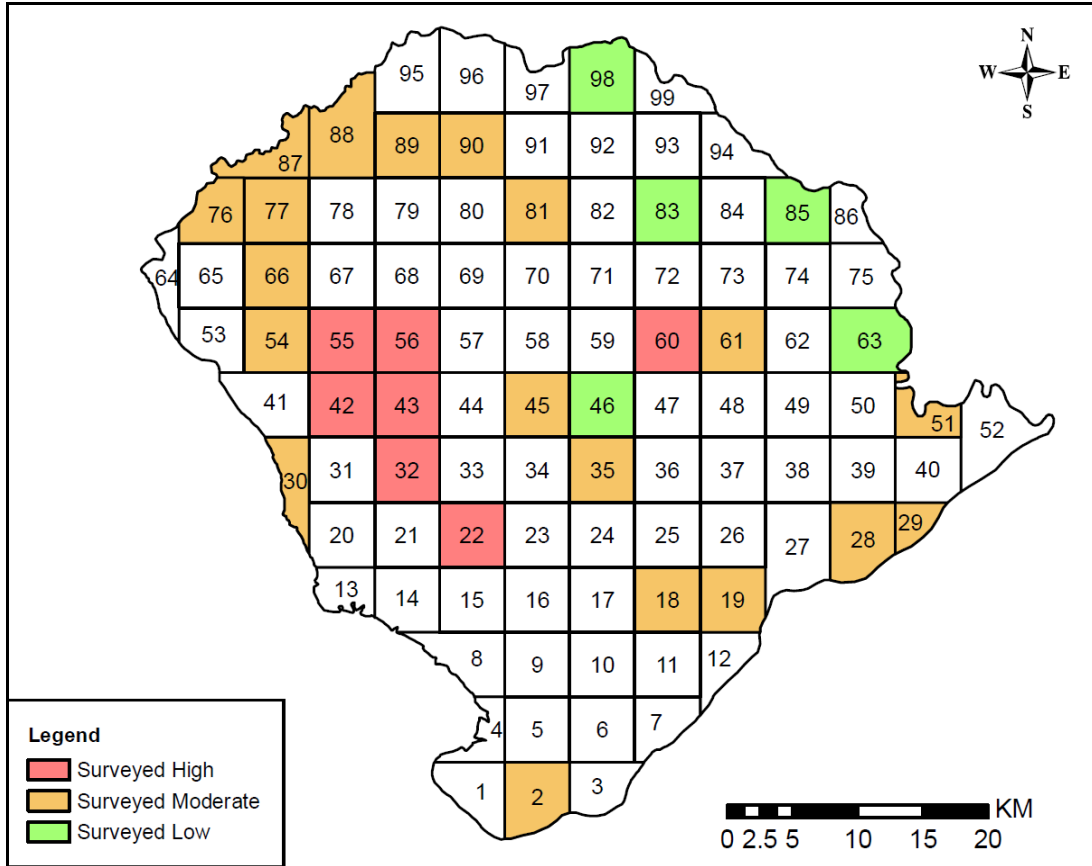 N
W E
S
95 96 97 98 99
87 88 89 90 91 92 93 94
76 77 78 79 80 81 82 83 84 85 86
64 65 66 67 68 69 70 71 72 73 74 75
53 54 55 56 57 58 59 60 61 62 63
41 42 43 44 45 46 47 48 49 50 51 52
30 31 32 33 34 35 36 37 38 39 40
20 21 22 23 24 25 26 27 28 29
13 14 15 16 17 18 19
8 9 10 11 12
4 5 6 7
1 2 3
Legend
Surveyed High
Surveyed Moderate
Surveyed Low
KM
0 2.5 5 10 15 20